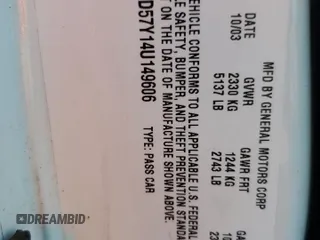 MFD BY GENERAL MOTORS CORP
DATE GVWR GAWR FRT
10/03 2330 KG 1244 KG
5137 LB 2743 LB
VEHICLE CONFORMS TO ALL APPLICABLE U.S. FEDERAL
LE SAFETY, BUMPER, AND THEFT PREVENTION STANDA
ON THE DATE OF MANUFACTURE SHOWN ABOVE.
D57Y14U149606 TYPE: PASS CAR
DREAMBID